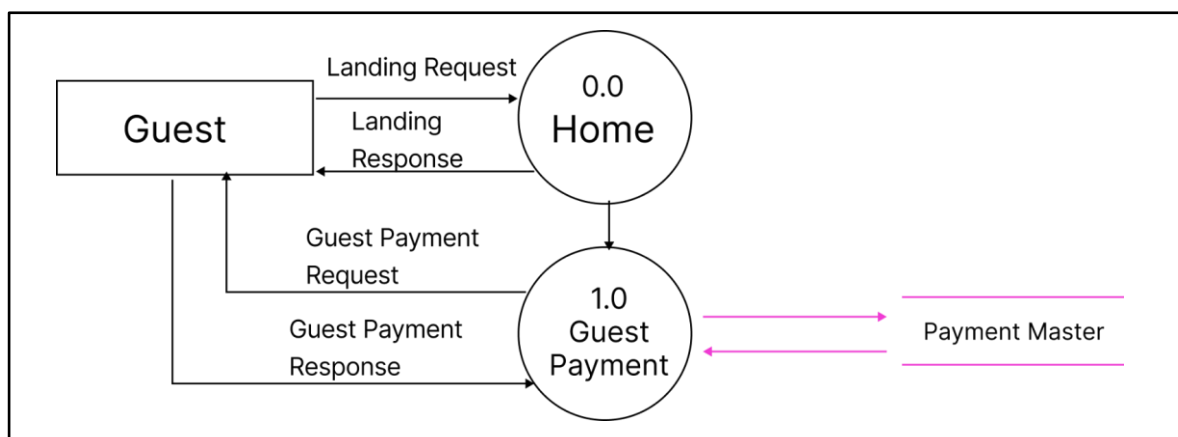 Landing Request
Guest
Landing
Response
0.0
Home
Guest Payment
Request
Guest Payment
Response
1.0
Guest
Payment
Payment Master